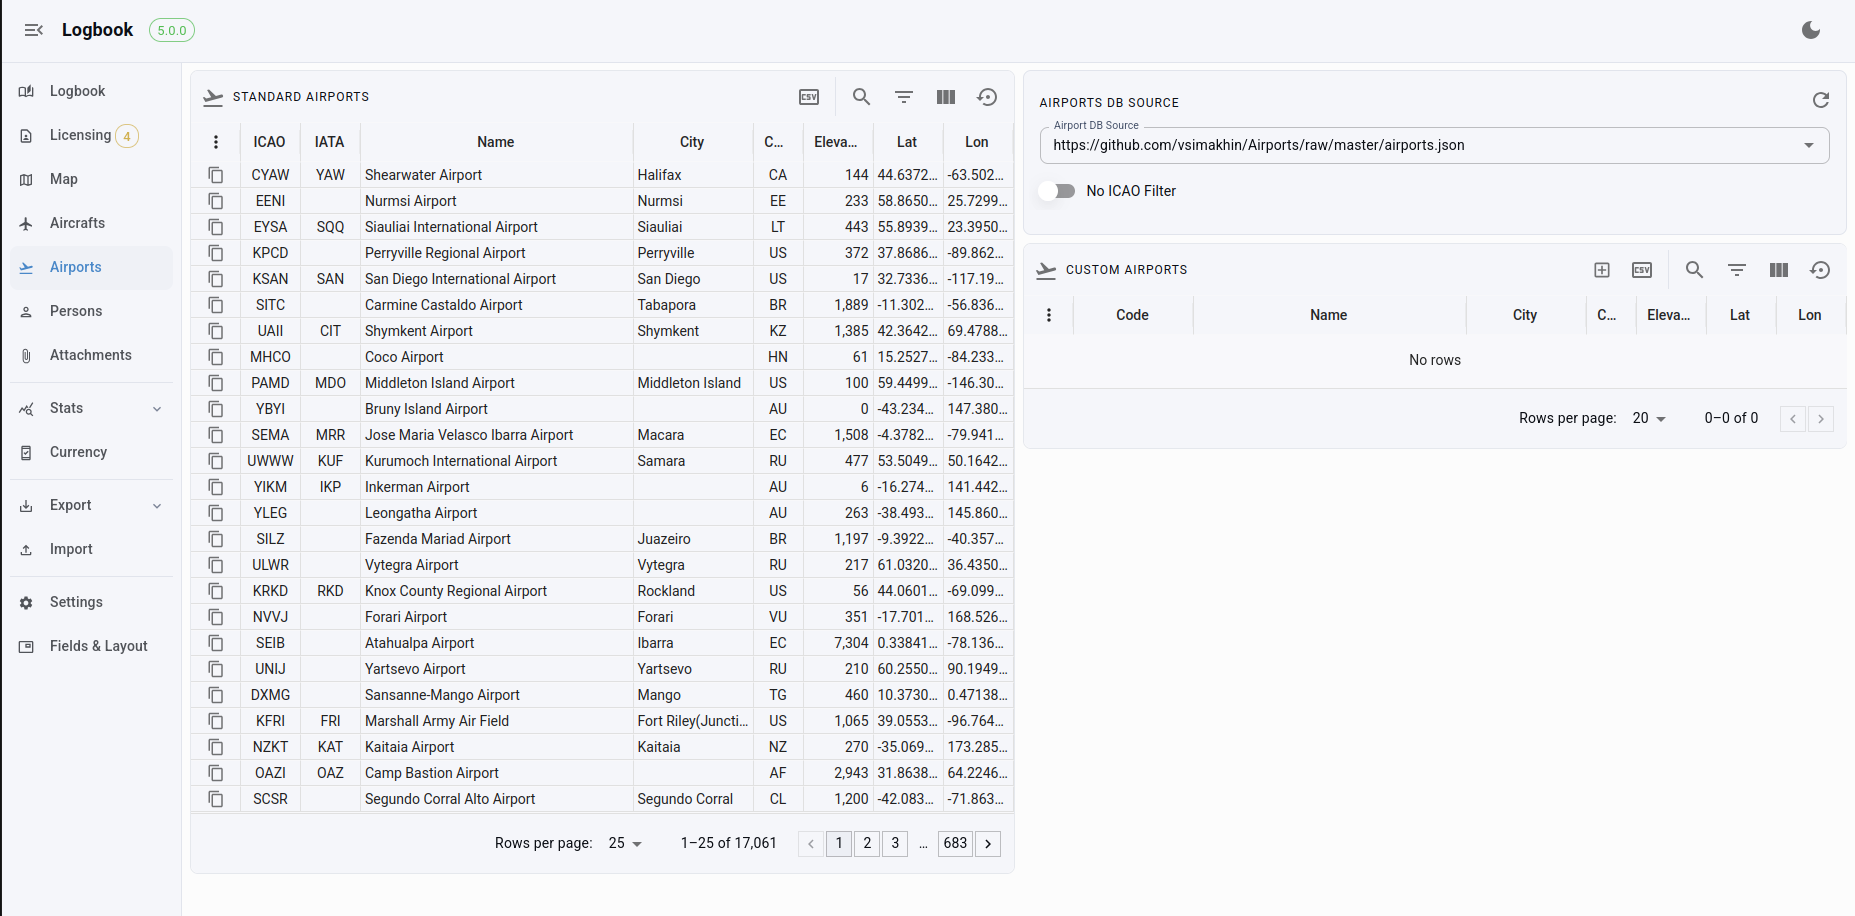 Logbook 5.0.0
Logbook
Licensing 4
Map
Aircrafts
Airports
Persons
Attachments
Stats
Currency
Export
Import
Settings
Fields & Layout
STANDARD AIRPORTS CSV
ICAO IATA Name City C... Eleva... Lat Lon
CYAW YAW Shearwater Airport Halifax CA 144 44.6372... -63.502...
EENI Nurmsi Airport Nurmsi EE 233 58.8650... 25.7299...
EYSA SQQ Siauliai International Airport Siauliai LT 443 55.8939... 23.3950...
KPCD Perryville Regional Airport Perryville US 372 37.8686... -89.862...
KSAN SAN San Diego International Airport San Diego US 17 32.7336... -117.19...
SITC Carmine Castaldo Airport Tabapora BR 1,889 -11.302... -56.836...
UAII CIT Shymkent Airport Shymkent KZ 1,385 42.3642... 69.4788...
MHCO Coco Airport HN 61 15.2527... -84.233...
PAMD MDO Middleton Island Airport Middleton Island US 100 59.4499... -146.30...
YBYI Bruny Island Airport AU 0 -43.234... 147.380...
SEMA MRR Jose Maria Velasco Ibarra Airport Macara EC 1,508 -4.3782... -79.941...
UWWW KUF Kurumoch International Airport Samara RU 477 53.5049... 50.1642...
YIKM IKP Inkerman Airport AU 6 -16.274... 141.442...
YLEG Leongatha Airport AU 263 -38.493... 145.860...
SILZ Fazenda Mariad Airport Juazeiro BR 1,197 -9.3922... -40.357...
ULWR Vytegra Airport Vytegra RU 217 61.0320... 36.4350...
KRKD RKD Knox County Regional Airport Rockland US 56 44.0601... -69.099...
NVVJ Forari Airport Forari VU 351 -17.701... 168.526...
SEIB Atahualpa Airport Ibarra EC 7,304 0.33841... -78.136...
UNIJ Yartsevo Airport Yartsevo RU 210 60.2550... 90.1949...
DXMG Sansanne-Mango Airport Mango TG 460 10.3730... 0.47138...
KFRI FRI Marshall Army Air Field Fort Riley(Juncti... US 1,065 39.0553... -96.764...
NZKT KAT Kaitaia Airport Kaitaia NZ 270 -35.069... 173.285...
OAZI OAZ Camp Bastion Airport AF 2,943 31.8638... 64.2246...
SCSR Segundo Corral Alto Airport Segundo Corral CL 1,200 -42.083... -71.863...
Rows per page: 25 1–25 of 17,061 1 2 3 ... 683
AIRPORTS DB SOURCE
Airport DB Source
https://github.com/vsimakhin/Airports/raw/master/airports.json
No ICAO Filter
CUSTOM AIRPORTS CSV
Code Name City C... Eleva... Lat Lon
No rows
Rows per page: 20 0–0 of 0